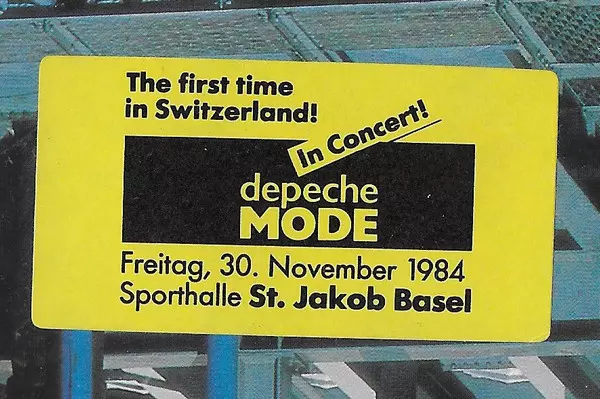 The first time
in Switzerland!
In Concert!
depeche
MODE
Freitag, 30. November 1984
Sporthalle St. Jakob Basel